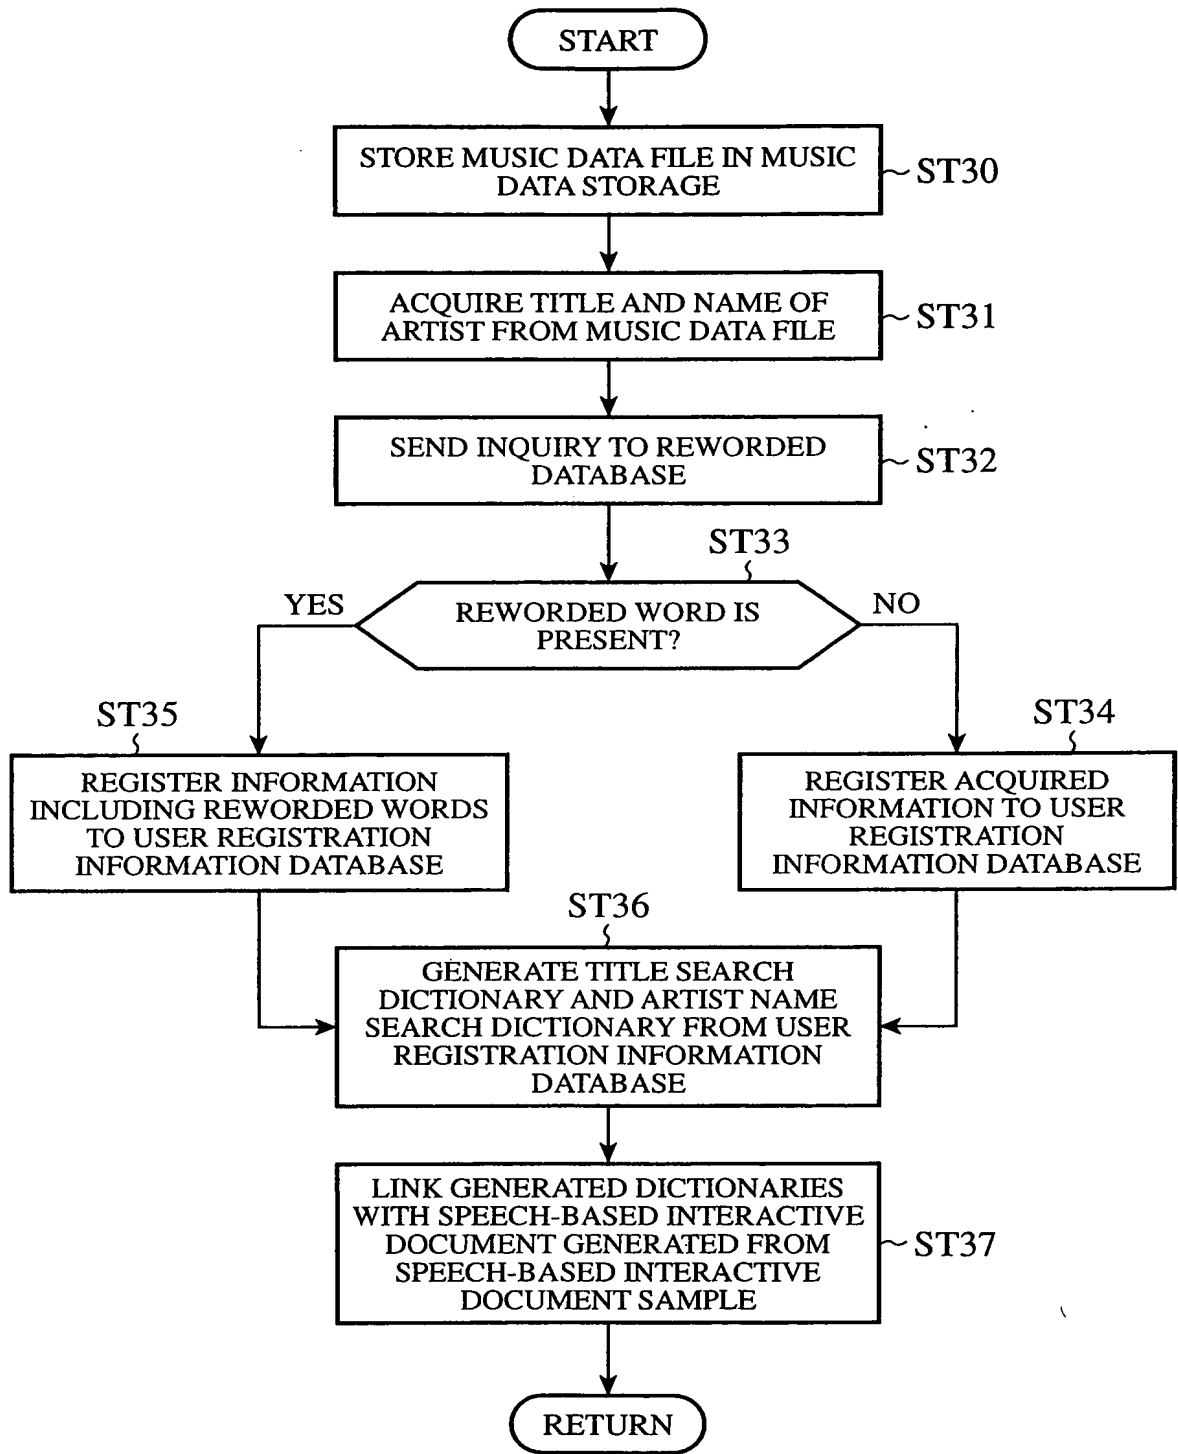 START
STORE MUSIC DATA FILE IN MUSIC
DATA STORAGE
ST30
ACQUIRE TITLE AND NAME OF
ARTIST FROM MUSIC DATA FILE
ST31
SEND INQUIRY TO REWORDED
DATABASE
ST32
ST33
YES
REWORDED WORD IS
PRESENT?
NO
ST35
REGISTER INFORMATION
INCLUDING REWORDED WORDS
TO USER REGISTRATION
INFORMATION DATABASE
ST34
REGISTER ACQUIRED
INFORMATION TO USER
REGISTRATION
INFORMATION DATABASE
ST36
GENERATE TITLE SEARCH
DICTIONARY AND ARTIST NAME
SEARCH DICTIONARY FROM USER
REGISTRATION INFORMATION
DATABASE
LINK GENERATED DICTIONARIES
WITH SPEECH-BASED INTERACTIVE
DOCUMENT GENERATED FROM
SPEECH-BASED INTERACTIVE
DOCUMENT SAMPLE
ST37
RETURN